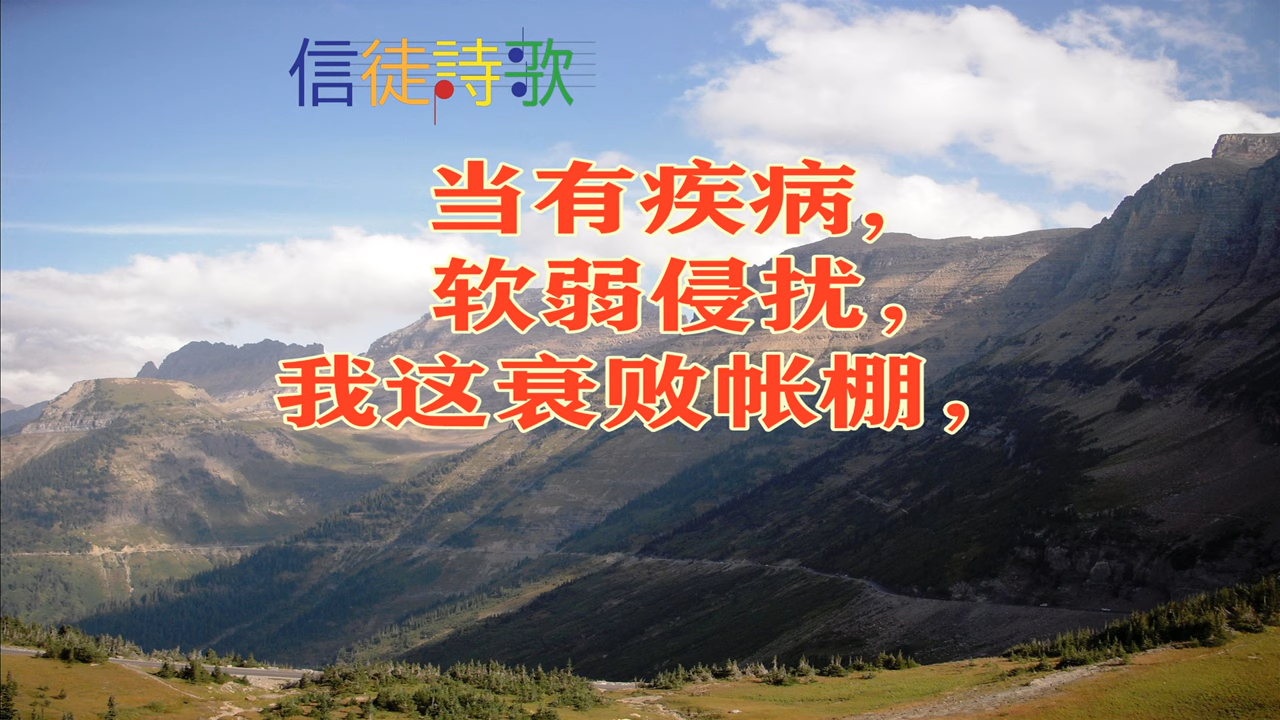 信徒詩歌
当有疾病,
软弱侵扰，
我这衰败帐棚，